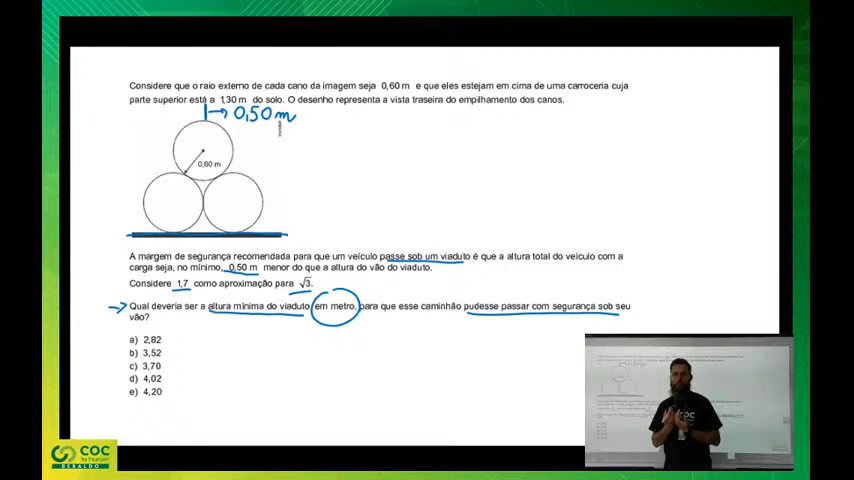 Considere que o raio externo de cada cano da imagem seja 0,60 m e que eles estejam em cima de uma carroceria cuja
parte superior está a 1,30 m do solo. O desenho representa a vista traseira do empilhamento dos canos.
→ 0,50 m
0,60 m
A margem de segurança recomendada para que um veículo passe sob um viaduto é que a altura total do veículo com a
carga seja, no mínimo, 0,50 m menor do que a altura do vão do viaduto.
Considere 1,7 como aproximação para √3.
→ Qual deveria ser a altura mínima do viaduto, em metro, para que esse caminhão pudesse passar com segurança sob seu
vão?
a) 2,82
b) 3,52
c) 3,70
d) 4,02
e) 4,20
COC
by Pearson
BERALDO